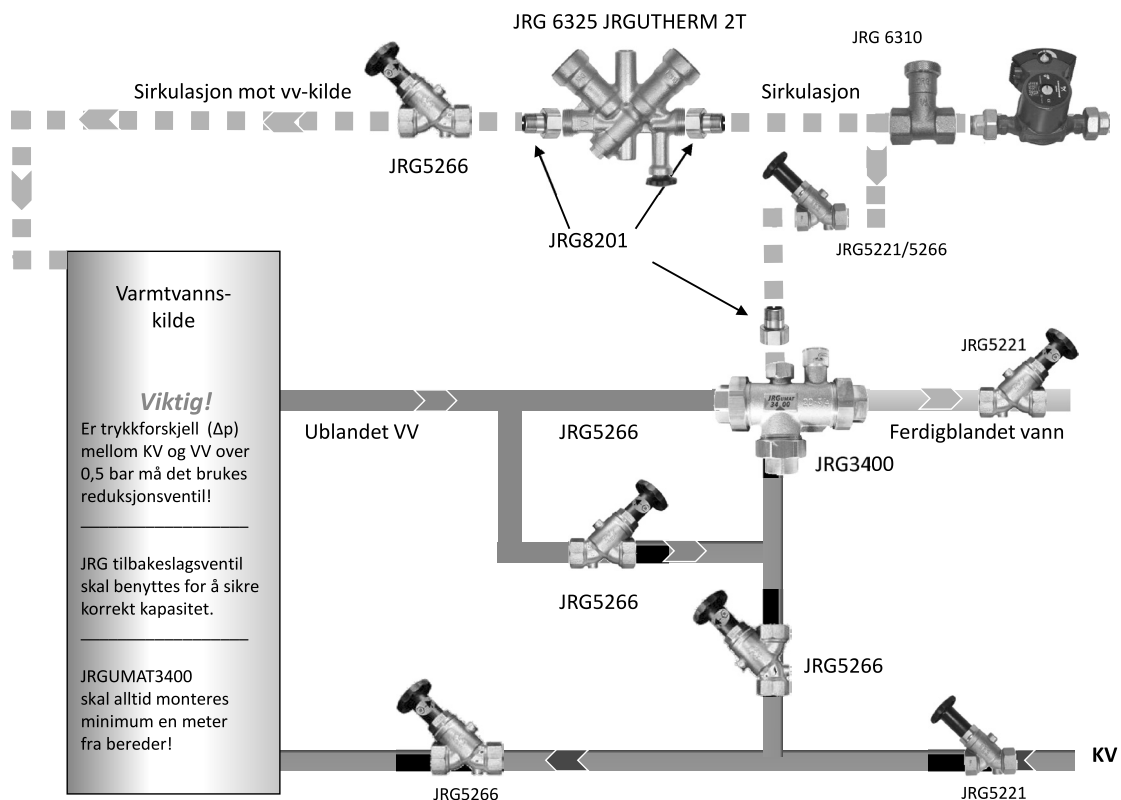 JRG 6325 JRGUTHERM 2T
JRG 6310
Sirkulasjon mot vv-kilde
Sirkulasjon
JRG5266
JRG8201
JRG5221/5266
Varmtvanns-
kilde
Viktig!
Er trykkforskjell (Δp)
mellom KV og VV over
0,5 bar må det brukes
reduksjonsventil!
JRG tilbakeslagsventil
skal benyttes for å sikre
korrekt kapasitet.
JRGUMAT3400
skal alltid monteres
minimum en meter
fra bereder!
JRG5221
JRGUMAT
34_00
Ublandet VV
JRG5266
Ferdigblandet vann
JRG3400
JRG5266
JRG5266
KV
JRG5266
JRG5221